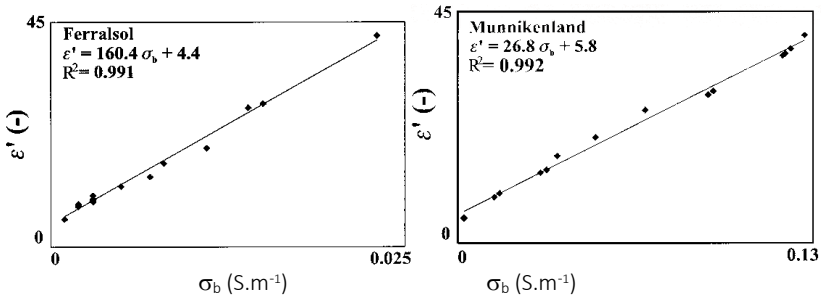 45
Ferralsol
ε' = 160.4 σb + 4.4
R²= 0.991
ε' (-)
0
0
0.025
σb (S.m-1)
45
Munnikenland
ε' = 26.8 σb + 5.8
R²= 0.992
ε' (-)
0
0
0.13
σb (S.m-1)